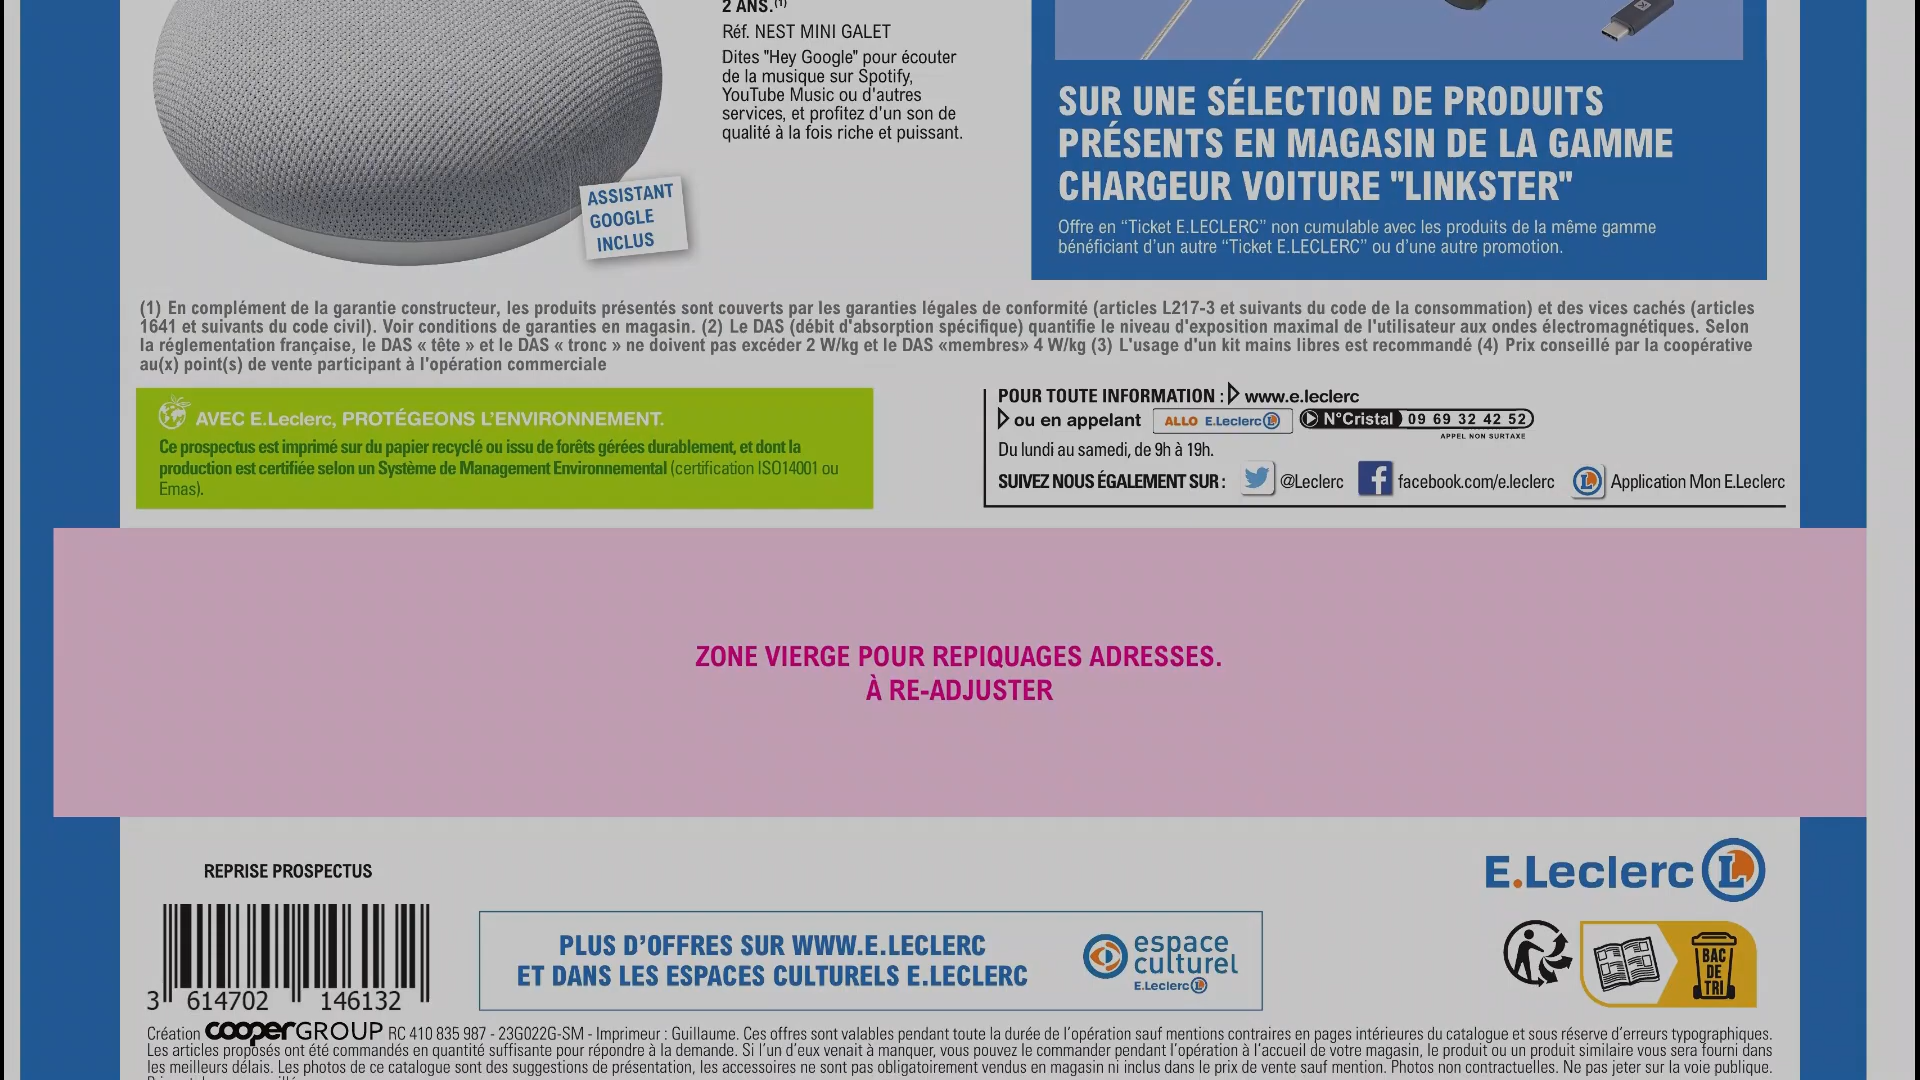 2 ANS.(1)
Réf. NEST MINI GALET
Dites "Hey Google" pour écouter
de la musique sur Spotify,
YouTube Music ou d'autres
services, et profitez d'un son de
qualité à la fois riche et puissant.
ASSISTANT
GOOGLE
INCLUS
SUR UNE SÉLECTION DE PRODUITS
PRÉSENTS EN MAGASIN DE LA GAMME
CHARGEUR VOITURE "LINKSTER"
Offre en “Ticket E.LECLERC” non cumulable avec les produits de la même gamme
bénéficiant d’un autre “Ticket E.LECLERC” ou d’une autre promotion.
(1) En complément de la garantie constructeur, les produits présentés sont couverts par les garanties légales de conformité (articles L217-3 et suivants du code de la consommation) et des vices cachés (articles
1641 et suivants du code civil). Voir conditions de garanties en magasin. (2) Le DAS (débit d'absorption spécifique) quantifie le niveau d'exposition maximal de l'utilisateur aux ondes électromagnétiques. Selon
la réglementation française, le DAS « tête » et le DAS « tronc » ne doivent pas excéder 2 W/kg et le DAS «membres» 4 W/kg (3) L'usage d'un kit mains libres est recommandé (4) Prix conseillé par la coopérative
au(x) point(s) de vente participant à l'opération commerciale
AVEC E.Leclerc, PROTÉGEONS L’ENVIRONNEMENT.
Ce prospectus est imprimé sur du papier recyclé ou issu de forêts gérées durablement, et dont la
production est certifiée selon un Système de Management Environnemental (certification ISO14001 ou
Emas).
POUR TOUTE INFORMATION : www.e.leclerc
ou en appelant ALLO E.Leclerc N°Cristal 09 69 32 42 52
APPEL NON SURTAXE
Du lundi au samedi, de 9h à 19h.
SUIVEZ NOUS ÉGALEMENT SUR : @Leclerc facebook.com/e.leclerc Application Mon E.Leclerc
ZONE VIERGE POUR REPIQUAGES ADRESSES.
À RE-ADJUSTER
REPRISE PROSPECTUS
3 614702 146132
PLUS D’OFFRES SUR WWW.E.LECLERC
ET DANS LES ESPACES CULTURELS E.LECLERC
espace
culturel
E.Leclerc
E.Leclerc
BAC
DE
TRI
Création cooperGROUP RC 410 835 987 - 23G022G-SM - Imprimeur : Guillaume. Ces offres sont valables pendant toute la durée de l’opération sauf mentions contraires en pages intérieures du catalogue et sous réserve d’erreurs typographiques.
Les articles proposés ont été commandés en quantité suffisante pour répondre à la demande. Si l’un d’eux venait à manquer, vous pouvez le commander pendant l’opération à l’accueil de votre magasin, le produit ou un produit similaire vous sera fourni dans
les meilleurs délais. Les photos de ce catalogue sont des suggestions de présentation, les accessoires ne sont pas obligatoirement vendus en magasin ni inclus dans le prix de vente sauf mention. Photos non contractuelles. Ne pas jeter sur la voie publique.